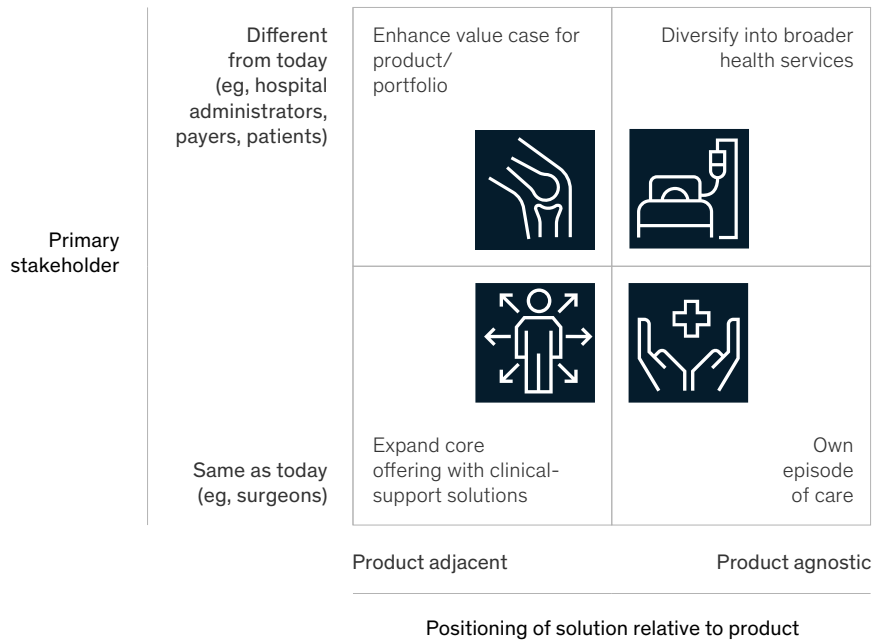 Different
from today
(eg, hospital
administrators,
payers, patients)
Enhance value case for
product/
portfolio
Diversify into broader
health services
Primary
stakeholder
Same as today
(eg, surgeons)
Expand core
offering with clinical-
support solutions
Own
episode
of care
Product adjacent
Product agnostic
Positioning of solution relative to product